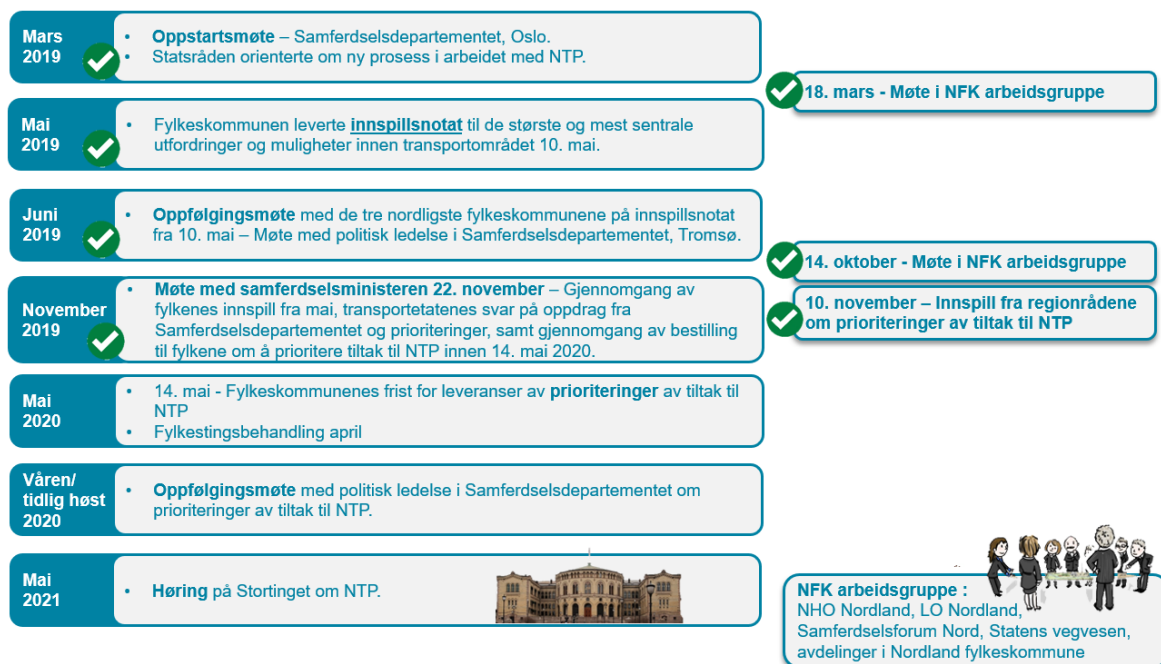 Mars
2019
• Oppstartsmøte – Samferdselsdepartementet, Oslo.
• Statsråden orienterte om ny prosess i arbeidet med NTP.
18. mars - Møte i NFK arbeidsgruppe
Mai
2019
• Fylkeskommunen leverte innspillsnotat til de større og mest sentrale
utfordringer og muligheter innen transportområdet 10. mai.
Juni
2019
• Oppfølgingsmøte med de tre nordligste fylkeskommunene på innspillsnotat
fra 10. mai – Møte med politisk ledelse i Samferdselsdepartementet, Tromsø.
14. oktober - Møte i NFK arbeidsgruppe
November
2019
• Møte med samferdselsministeren 22. november – Gjennomgang av
fylkenes innspill fra mai, transportetatenes svar på oppdrag fra
Samferdselsdepartementet og prioriteringer, samt gjennomgang av bestilling
til fylkene om å prioritere tiltak til NTP innen 14. mai 2020.
10. november – Innspill fra regionrådene
om prioriteringer av tiltak til NTP
Mai
2020
• 14. mai - Fylkeskommunenes frist for leveranser av prioriteringer av tiltak til
NTP
• Fylkestingsbehandling april
Våren/
tidlig høst
2020
• Oppfølgingsmøte med politisk ledelse i Samferdselsdepartementet om
prioriteringer av tiltak til NTP.
Mai
2021
• Høring på Stortinget om NTP.
NFK arbeidsgruppe :
NHO Nordland, LO Nordland,
Samferdselsforum Nord, Statens vegvesen,
avdelinger i Nordland fylkeskommune